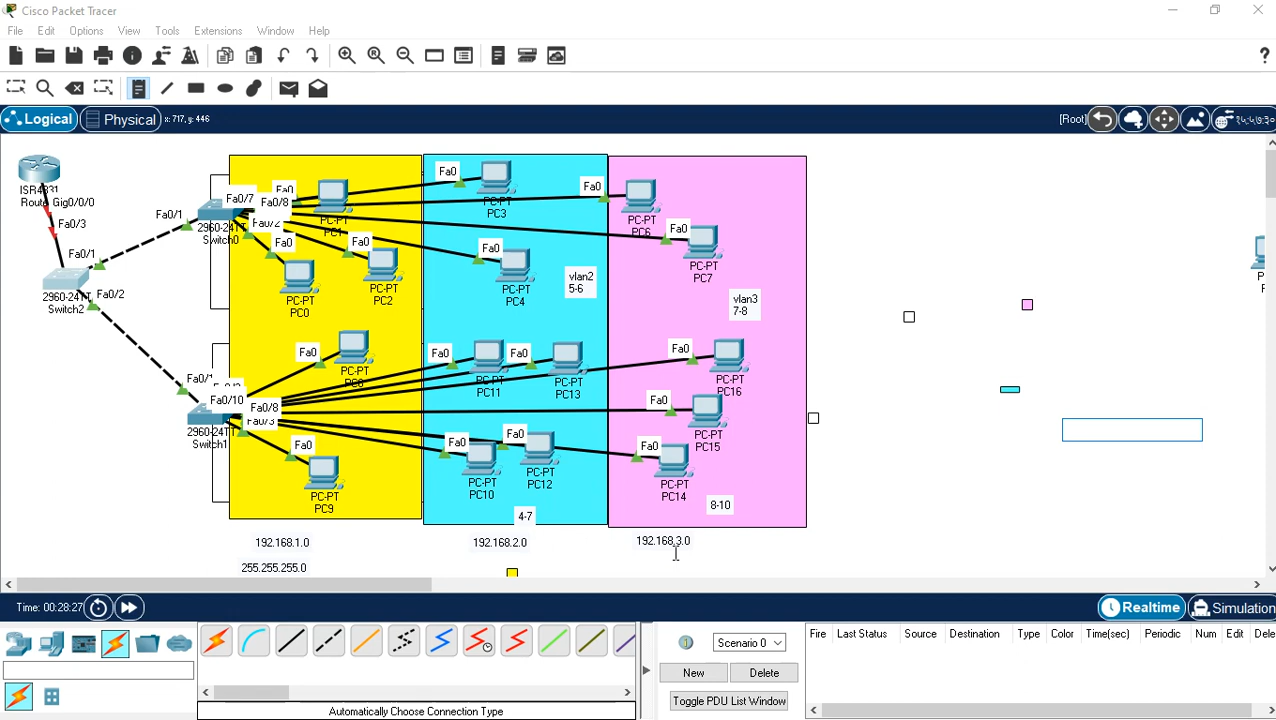 Cisco Packet Tracer
File Edit Options View Tools Extensions Window Help
?
Logical Physical x: 717, y: 446 [Root] २५:५७:३०
ISR4331
Gig0/0/0
Fa0/3
Fa0/1
Fa0/1
2960-24TT
Switch2
Fa0/2
Fa0/7
Fa0
Fa0/8
Fa0/2
2960-24TT
Switch0
Fa0
PC-PT
PC1
Fa0
PC-PT
PC0
PC-PT
PC2
Fa0
PC-PT
PC3
Fa0
PC-PT
PC4
vlan2
5-6
Fa0
PC-PT
PC6
Fa0
PC-PT
PC7
vlan3
7-8
Fa0/10
Fa0/8
Fa0/3
2960-24TT
Switch1
Fa0
PC-PT
Fa0
PC-PT
PC9
Fa0
PC-PT
PC11
Fa0
PC-PT
PC13
Fa0
PC-PT
PC10
Fa0
PC-PT
PC12
4-7
Fa0
PC-PT
PC16
Fa0
PC-PT
PC15
Fa0
PC-PT
PC14
8-10
192.168.1.0
192.168.2.0
192.168.3.0
255.255.255.0
Time: 00:28:27
Realtime Simulation
Scenario 0
New Delete
Toggle PDU List Window
Fire Last Status Source Destination Type Color Time(sec) Periodic Num Edit Dele
Automatically Choose Connection Type